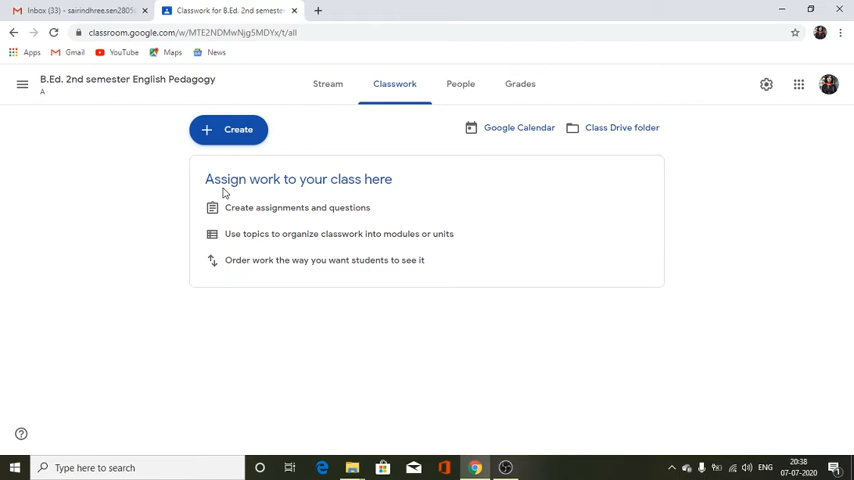 Inbox (33) - sairindhree.sen2805
Classwork for B.Ed. 2nd semester
classroom.google.com/w/MTE2NDMwNjg5MDYx/t/all
Apps Gmail YouTube Maps News
B.Ed. 2nd semester English Pedagogy
A
Stream Classwork People Grades
Create
Google Calendar Class Drive folder
Assign work to your class here
Create assignments and questions
Use topics to organize classwork into modules or units
Order work the way you want students to see it
Type here to search
ENG
20:38
07-07-2020